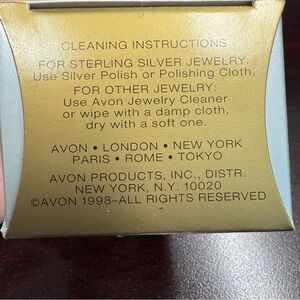 CLEANING INSTRUCTIONS
FOR STERLING SILVER JEWELRY:
Use Silver Polish or Polishing Cloth.
FOR OTHER JEWELRY:
Use Avon Jewelry Cleaner
or wipe with a damp cloth,
dry with a soft one.
AVON • LONDON • NEW YORK
PARIS • ROME • TOKYO
AVON PRODUCTS, INC., DISTR.
NEW YORK, N.Y. 10020
©AVON 1998–ALL RIGHTS RESERVED